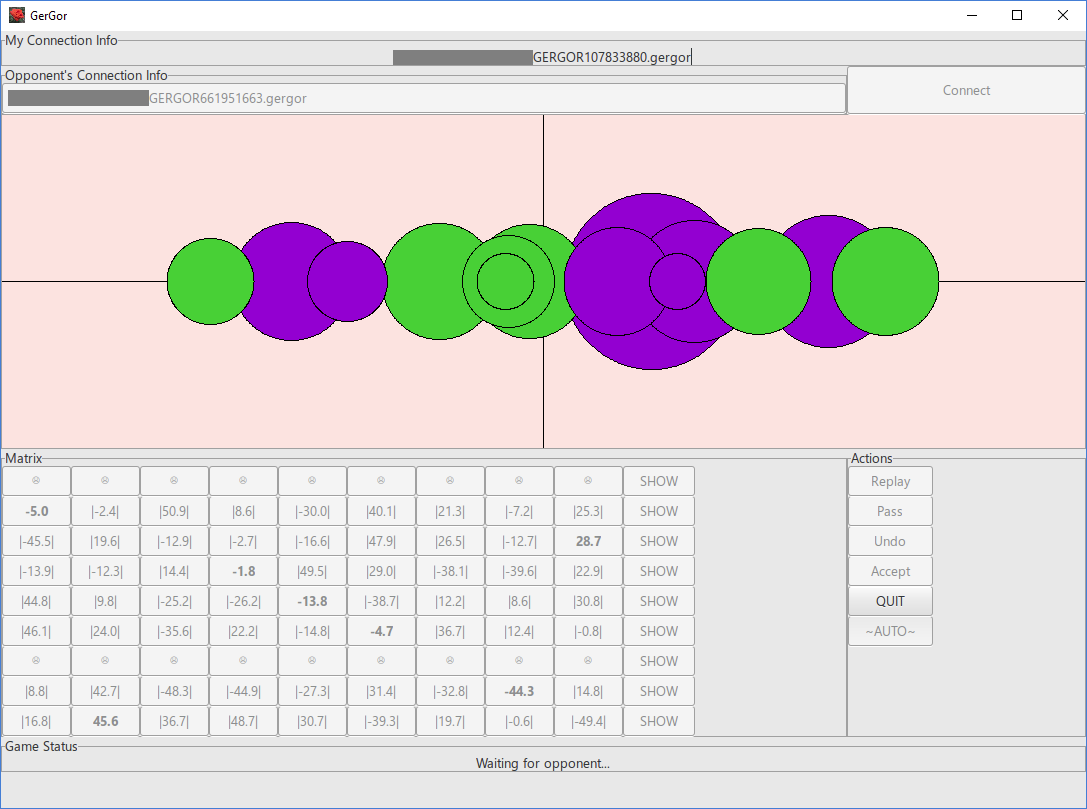 GerGor
My Connection Info
GERGOR107833880.gergor
Opponent's Connection Info
GERGOR661951663.gergor
Connect
Matrix
Actions
☹ ☹ ☹ ☹ ☹ ☹ ☹ ☹ ☹ SHOW Replay
-5.0 |-2.4| |50.9| |8.6| |-30.0| |40.1| |21.3| |-7.2| |25.3| SHOW Pass
|-45.5| |19.6| |-12.9| |-2.7| |-16.6| |47.9| |26.5| |-12.7| 28.7 SHOW Undo
|-13.9| |-12.3| |14.4| -1.8 |49.5| |29.0| |-38.1| |-39.6| |22.9| SHOW Accept
|44.8| |9.8| |-25.2| |-26.2| -13.8 |-38.7| |12.2| |8.6| |30.8| SHOW QUIT
|46.1| |24.0| |-35.6| |22.2| |-14.8| -4.7 |36.7| |12.4| |-0.8| SHOW ~AUTO~
☹ ☹ ☹ ☹ ☹ ☹ ☹ ☹ ☹ SHOW
|8.8| |42.7| |-48.3| |-44.9| |-27.3| |31.4| |-32.8| -44.3 |14.8| SHOW
|16.8| 45.6 |36.7| |48.7| |30.7| |-39.3| |19.7| |-0.6| |-49.4| SHOW
Game Status
Waiting for opponent...